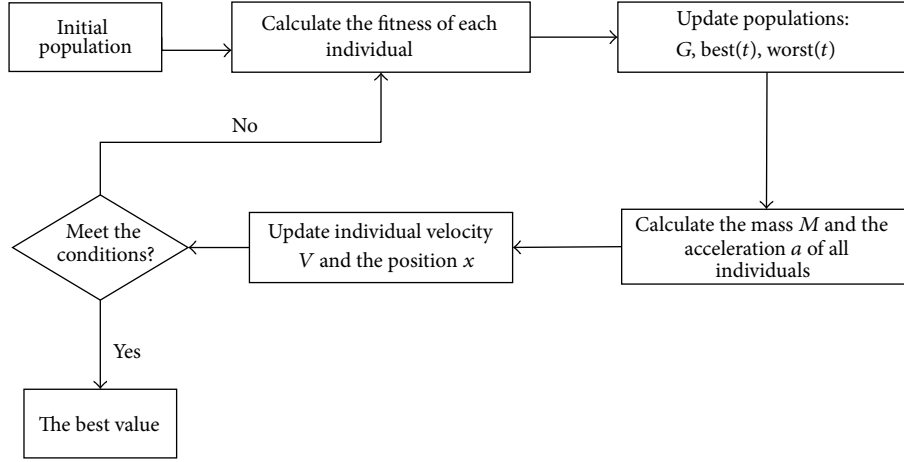 Initial
population
Calculate the fitness of each
individual
Update populations:
G, best(t), worst(t)
No
Meet the
conditions?
Update individual velocity
V and the position x
Calculate the mass M and the
acceleration a of all
individuals
Yes
The best value